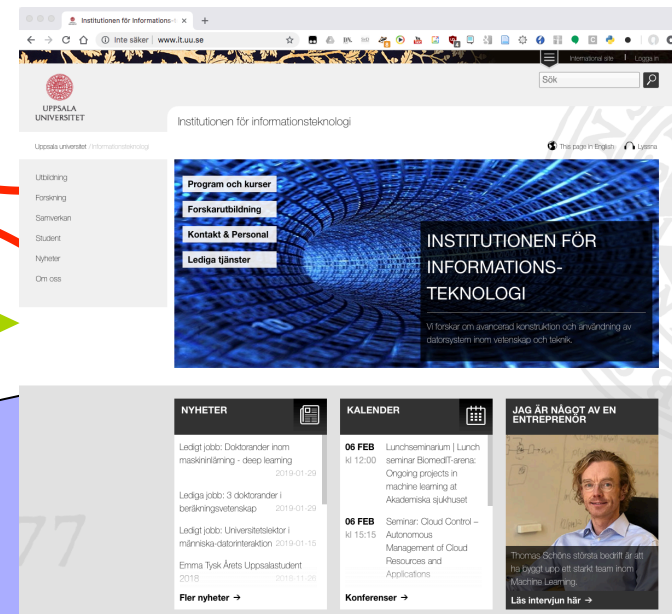 Institutionen för Informations-
Inte säker | www.it.uu.se
International site | Logga in
Sök
UPPSALA
UNIVERSITET
Institutionen för informationsteknologi
Uppsala universitet / Informationsteknologi
This page in English
Lyssna
Utbildning
Forskning
Samverkan
Student
Nyheter
Om oss
Program och kurser
Forskarutbildning
Kontakt & Personal
Lediga tjänster
INSTITUTIONEN FÖR
INFORMATIONS-
TEKNOLOGI
Vi forskar om avancerad konstruktion och användning av
datorsystem inom vetenskap och teknik.
77
NYHETER
Ledigt jobb: Doktorander inom
maskininlärning - deep learning
2019-01-29
Lediga jobb: 3 doktorander i
beräkningsvetenskap 2019-01-29
Ledigt jobb: Universitetslektor i
människa-datorinteraktion 2019-01-15
Emma Tysk Årets Uppsalastudent
2018
Fler nyheter →
KALENDER
06 FEB Lunchseminarium | Lunch
kl 12:00 seminar BiomedIT-arena:
Ongoing projects in
machine learning at
Akademiska sjukhuset
06 FEB Seminar: Cloud Control –
kl 15:15 Autonomous
Management of Cloud
Resources and
Applications
Konferenser →
JAG ÄR NÅGOT AV EN
ENTREPRENÖR
Thomas Schöns största bedrift är att
ha byggt upp ett starkt team inom
Machine Learning.
Läs intervjun här →